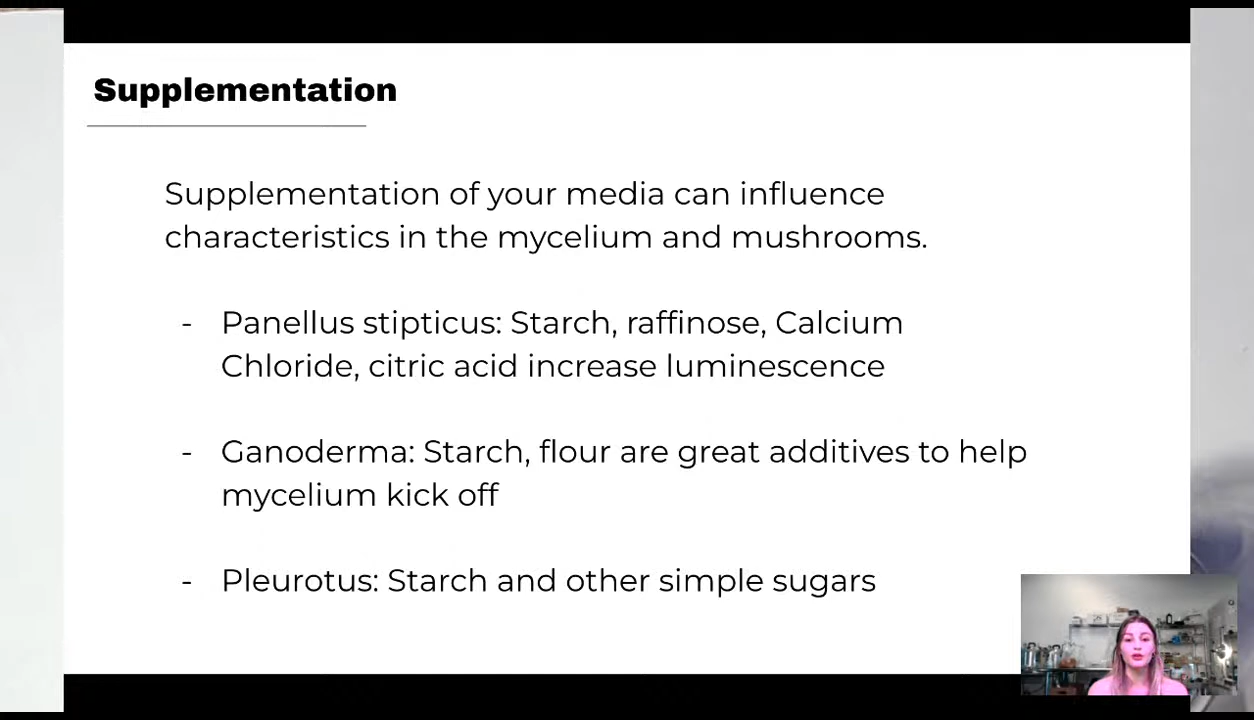 Supplementation
Supplementation of your media can influence
characteristics in the mycelium and mushrooms.
- Panellus stipticus: Starch, raffinose, Calcium
Chloride, citric acid increase luminescence
- Ganoderma: Starch, flour are great additives to help
mycelium kick off
- Pleurotus: Starch and other simple sugars